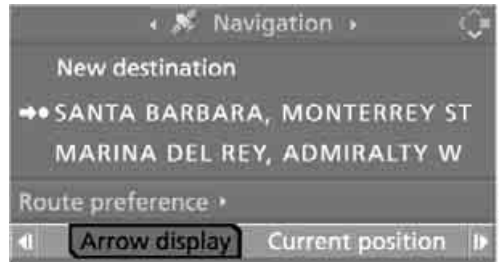 Navigation
New destination
SANTA BARBARA, MONTERREY ST
MARINA DEL REY, ADMIRALTY W
Route preference
Arrow display Current position